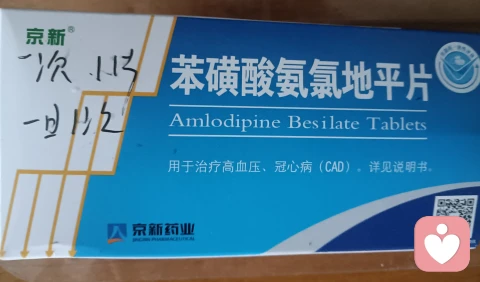 京新®
一次1片
一日1次
苯磺酸氨氯地平片
Amlodipine Besilate Tablets
用于治疗高血压、冠心病（CAD）。详见说明书。
京新药业